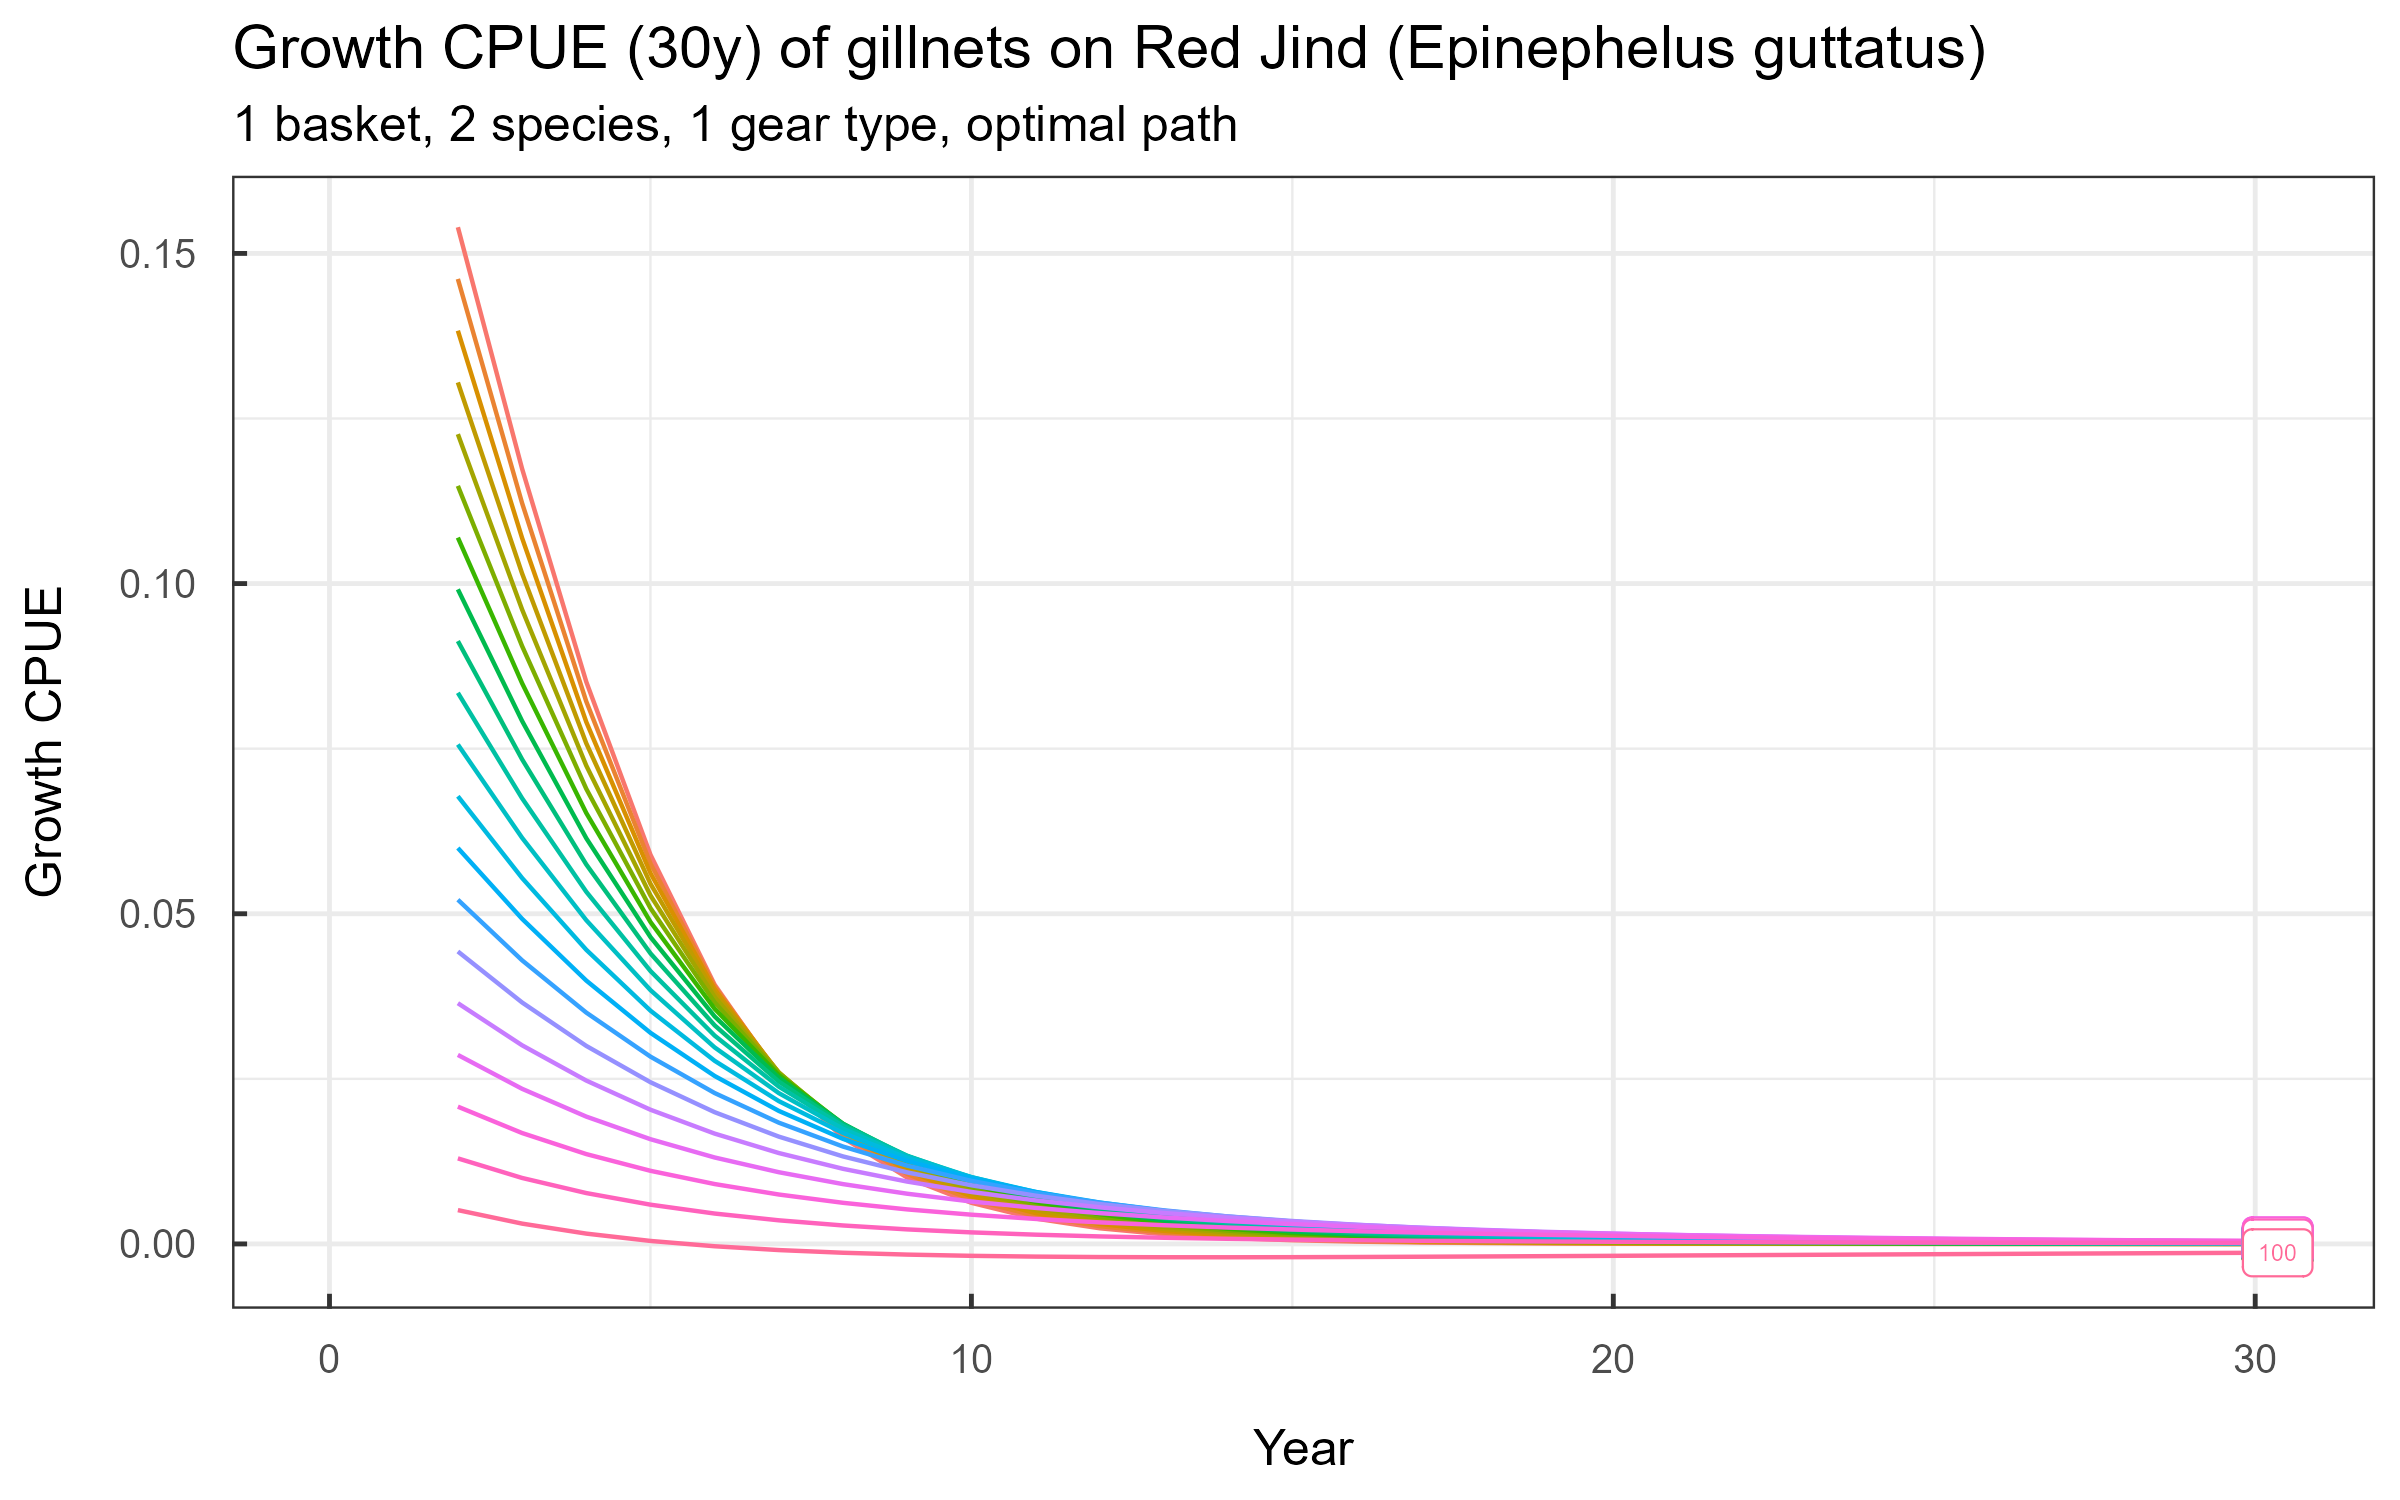 Growth CPUE (30y) of gillnets on Red Jind (Epinephelus guttatus)
1 basket, 2 species, 1 gear type, optimal path
Growth CPUE
0.15
0.10
0.05
0.00
100
0 10 20 30
Year